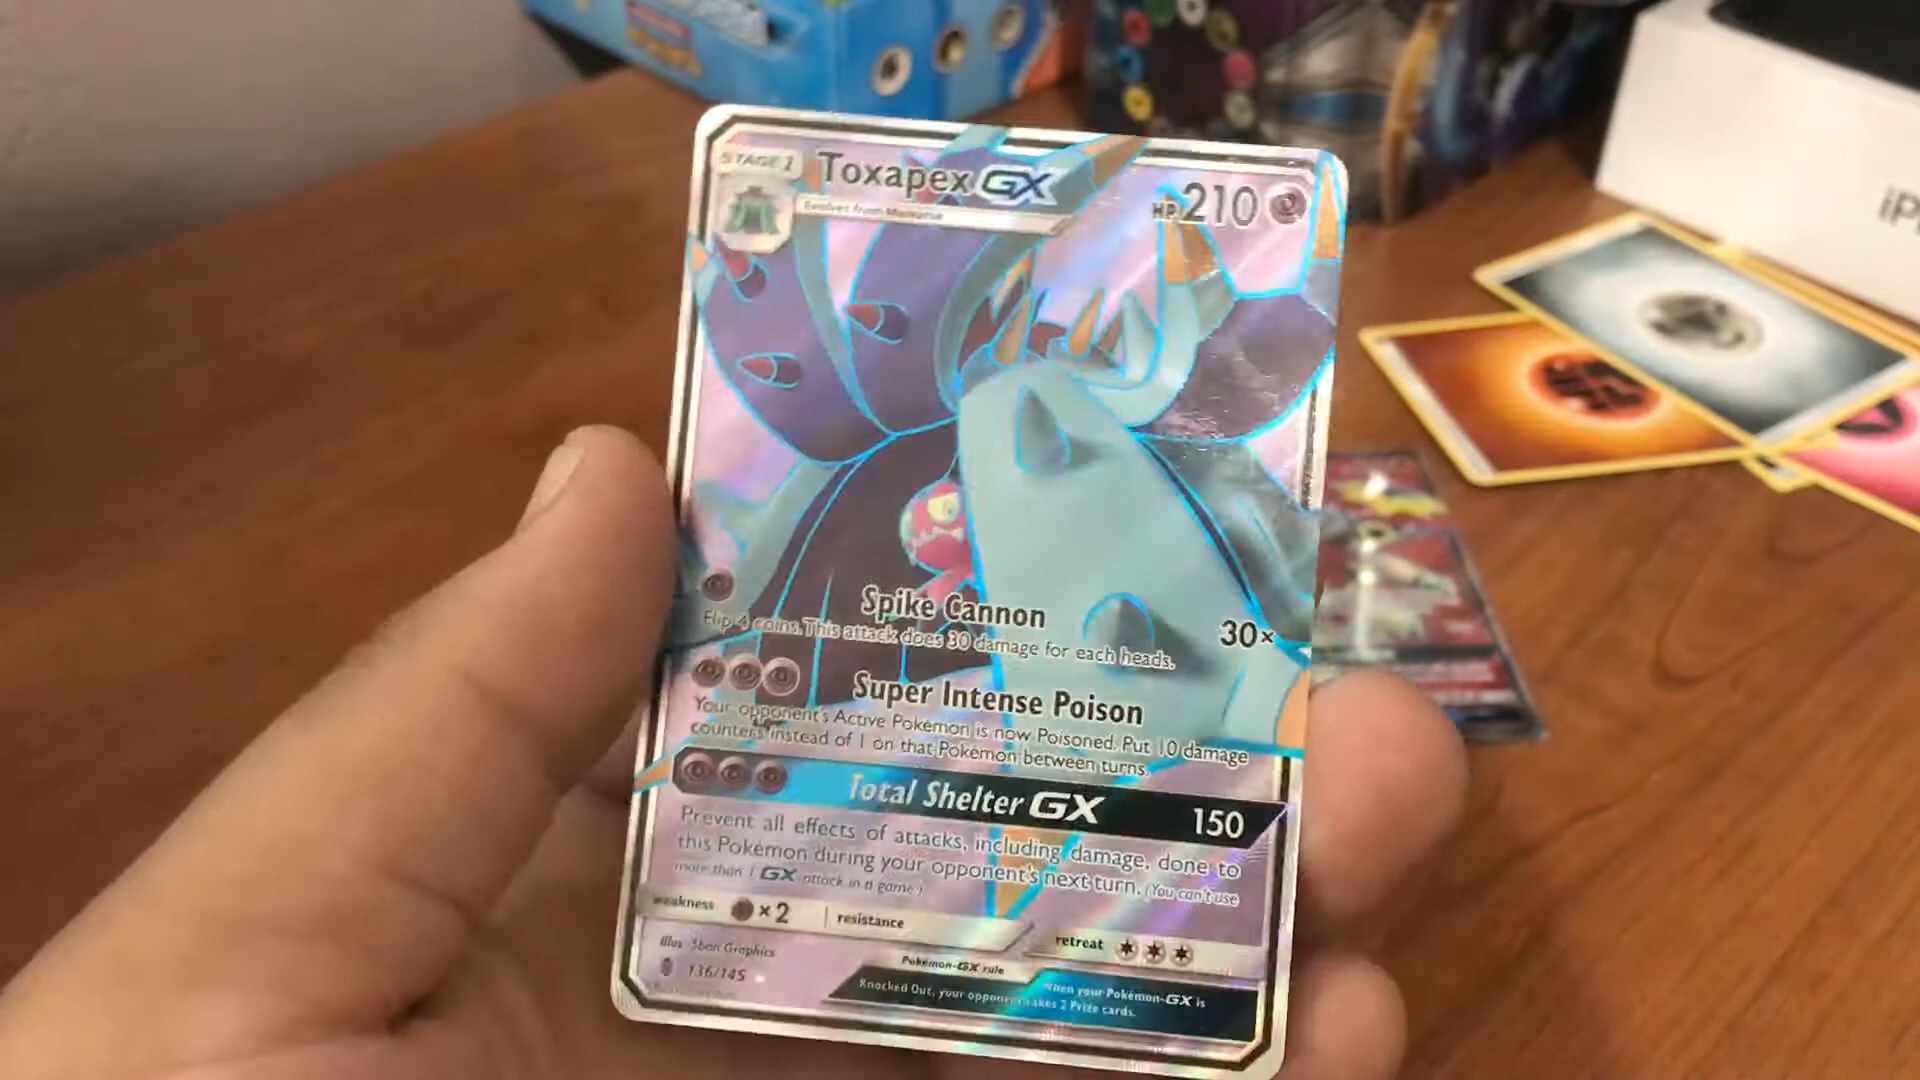 STAGE 1
Toxapex GX
HP 210
Evolves from Mareanie
Spike Cannon
30×
Flip 4 coins. This attack does 30 damage for each heads.
Super Intense Poison
Your opponent's Active Pokémon is now Poisoned. Put 10 damage
counters instead of 1 on that Pokémon between turns.
Total Shelter GX
150
Prevent all effects of attacks, including damage, done to
this Pokémon during your opponent's next turn. (You can't use
more than 1 GX attack in a game.)
weakness
×2
resistance
retreat
Illus. 5ban Graphics
136/145
Pokémon-GX rule
When your Pokémon-GX is
Knocked Out, your opponent takes 2 Prize cards.
iP